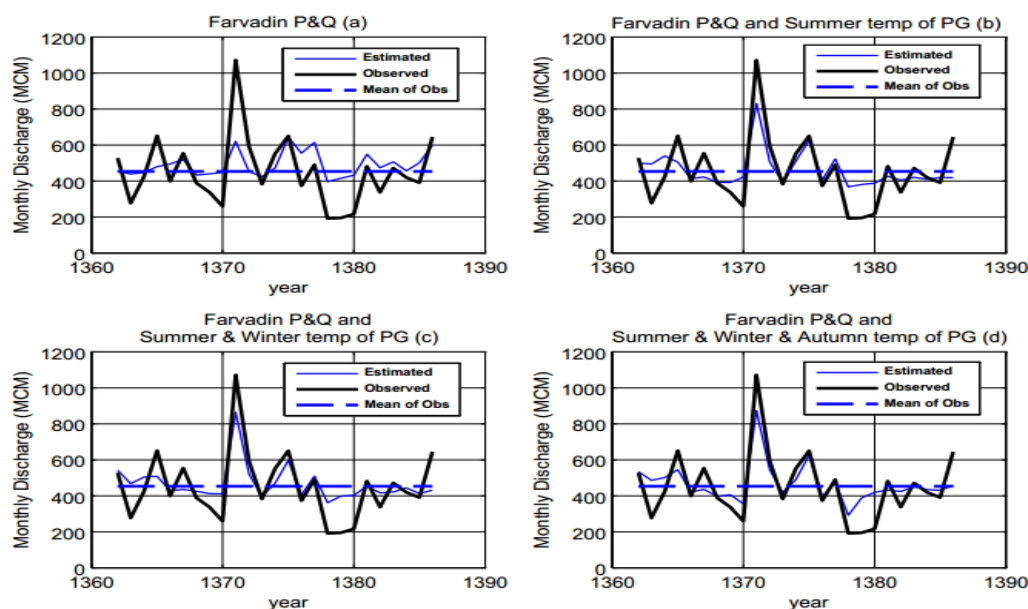 Farvadin P&Q (a)
1200
1000
800
600
400
200
0
Monthly Discharge (MCM)
Estimated
Observed
Mean of Obs
1360
1370
1380
1390
year
Farvadin P&Q and Summer temp of PG (b)
1200
1000
800
600
400
200
0
Monthly Discharge (MCM)
Estimated
Observed
Mean of Obs
1360
1370
1380
1390
year
Farvadin P&Q and
Summer & Winter temp of PG (c)
1200
1000
800
600
400
200
0
Monthly Discharge (MCM)
Estimated
Observed
Mean of Obs
1360
1370
1380
1390
year
Farvadin P&Q and
Summer & Winter & Autumn temp of PG (d)
1200
1000
800
600
400
200
0
Monthly Discharge (MCM)
Estimated
Observed
Mean of Obs
1360
1370
1380
1390
year